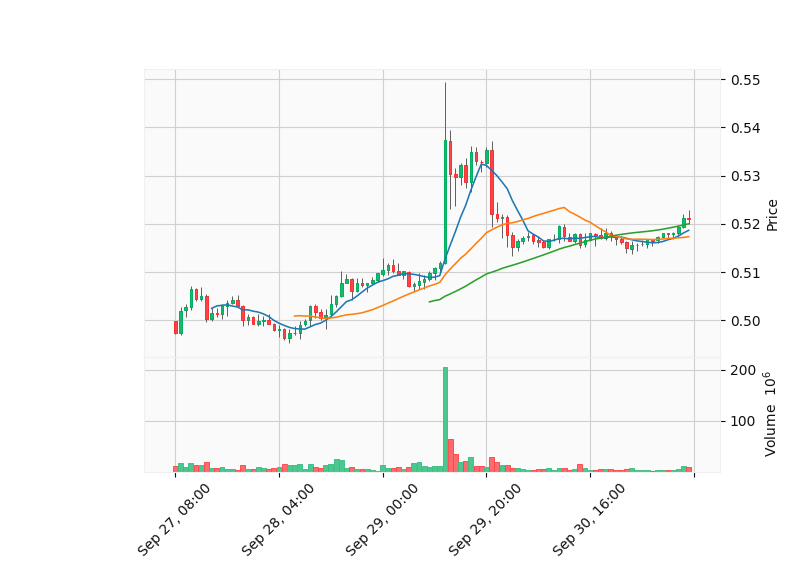 0.55
0.54
0.53
0.52
0.51
0.50
Price
200
100
Volume 10^6
Sep 27, 08:00
Sep 28, 04:00
Sep 29, 00:00
Sep 29, 20:00
Sep 30, 16:00